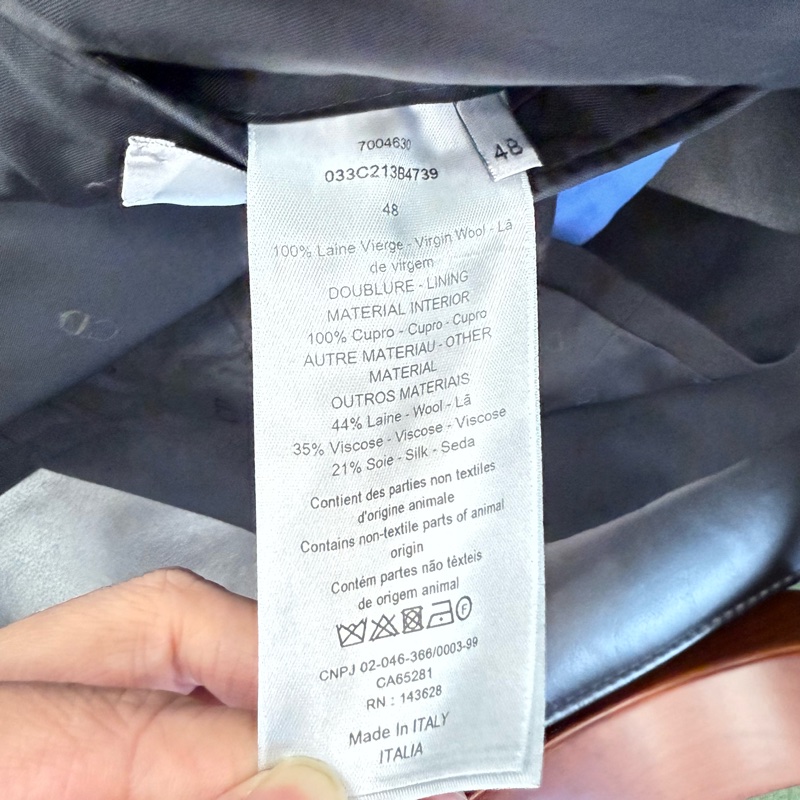 7004630
033C213B4739
48
48
100% Laine Vierge - Virgin Wool - Lã
de virgem
DOUBLURE - LINING
MATERIAL INTERIOR
100% Cupro - Cupro - Cupro
AUTRE MATERIAU - OTHER
MATERIAL
OUTROS MATERIAIS
44% Laine - Wool - Lã
35% Viscose - Viscose - Viscose
21% Soie - Silk - Seda
Contient des parties non textiles
d'origine animale
Contains non-textile parts of animal
origin
Contém partes não têxteis
de origem animal
F
CNPJ 02-046-366/0003-99
CA65281
RN : 143628
Made in ITALY
ITALIA